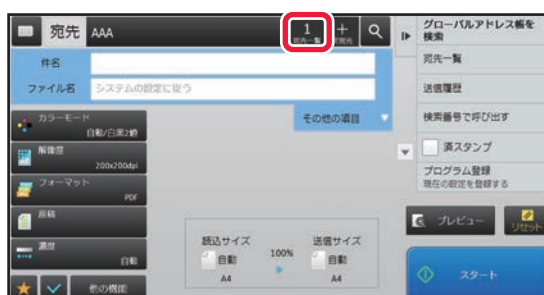 宛先 AAA
1
宛先一覧
件名
ファイル名 システムの設定に従う
その他の項目
カラーモード
自動/白黒2値
解像度
200x200dpi
フォーマット
PDF
原稿
濃度
自動
他の機能
読込サイズ
自動
A4
100%
送信サイズ
自動
A4
グローバルアドレス帳を
検索
宛先一覧
送信履歴
検索番号で呼び出す
済スタンプ
プログラム登録
現在の設定を登録する
プレビュー
リセット
スタート